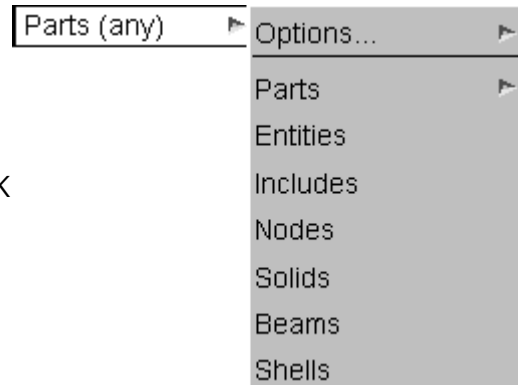 Parts (any)
Options...
Parts
Entities
Includes
K
Nodes
Solids
Beams
Shells